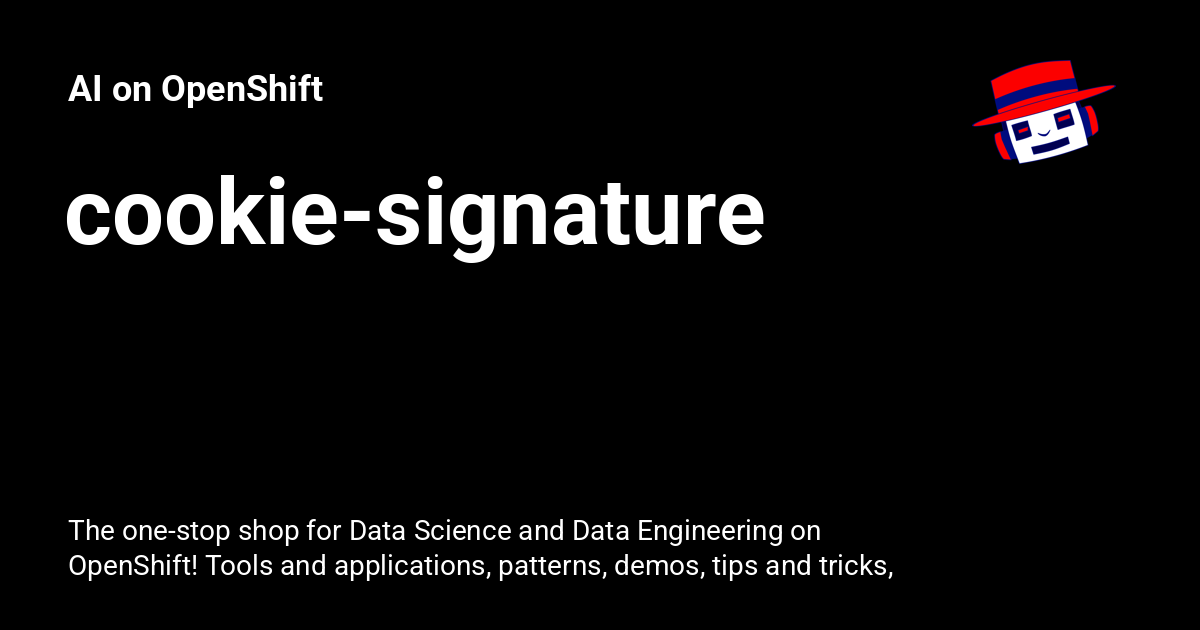 AI on OpenShift
cookie-signature
The one-stop shop for Data Science and Data Engineering on
OpenShift! Tools and applications, patterns, demos, tips and tricks,